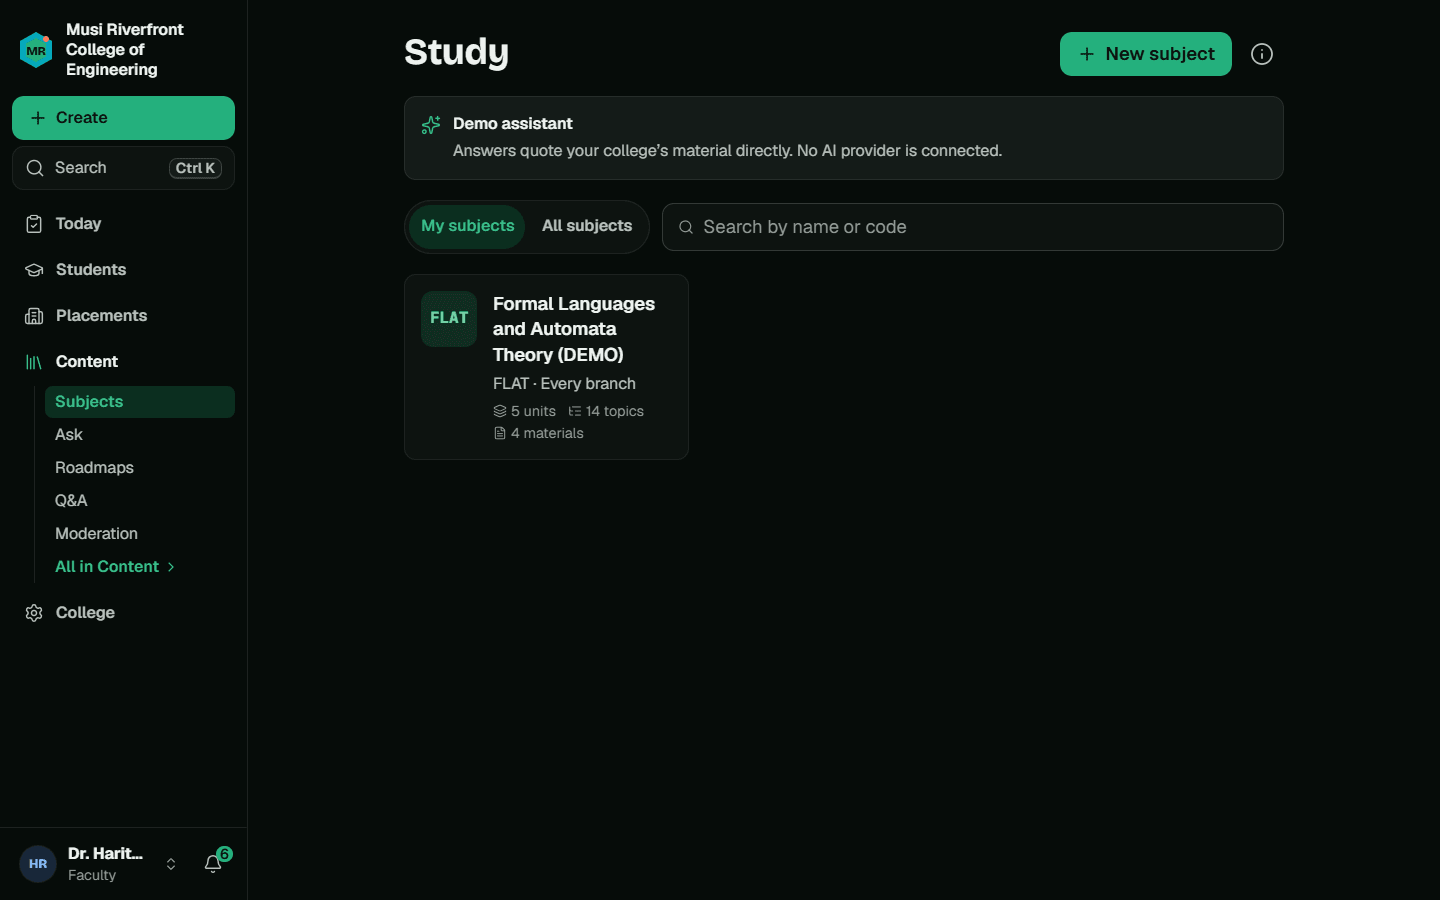 MR
Musi Riverfront
College of
Engineering
Create
Search
Ctrl K
Today
Students
Placements
Content
Subjects
Ask
Roadmaps
Q&A
Moderation
All in Content
College
HR
Dr. Harit...
Faculty
6
Study
New subject
Demo assistant
Answers quote your college’s material directly. No AI provider is connected.
My subjects
All subjects
Search by name or code
FLAT
Formal Languages
and Automata
Theory (DEMO)
FLAT · Every branch
5 units
14 topics
4 materials